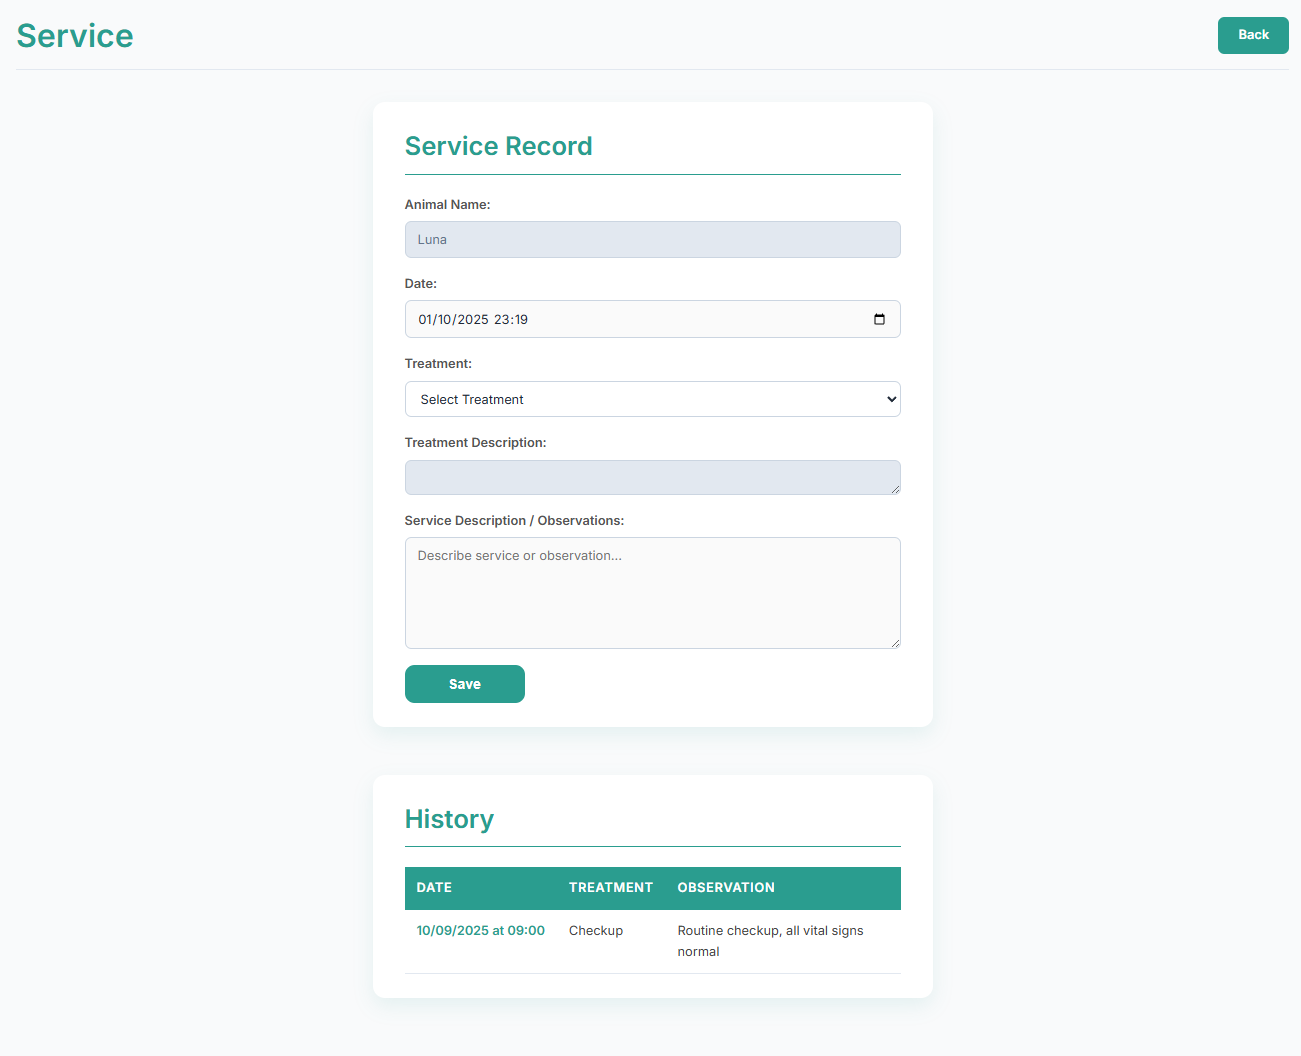 Service
Back
Service Record
Animal Name:
Luna
Date:
01/10/2025 23:19
Treatment:
Select Treatment
Treatment Description:
Service Description / Observations:
Describe service or observation...
Save
History
DATE TREATMENT OBSERVATION
10/09/2025 at 09:00 Checkup Routine checkup, all vital signs
normal